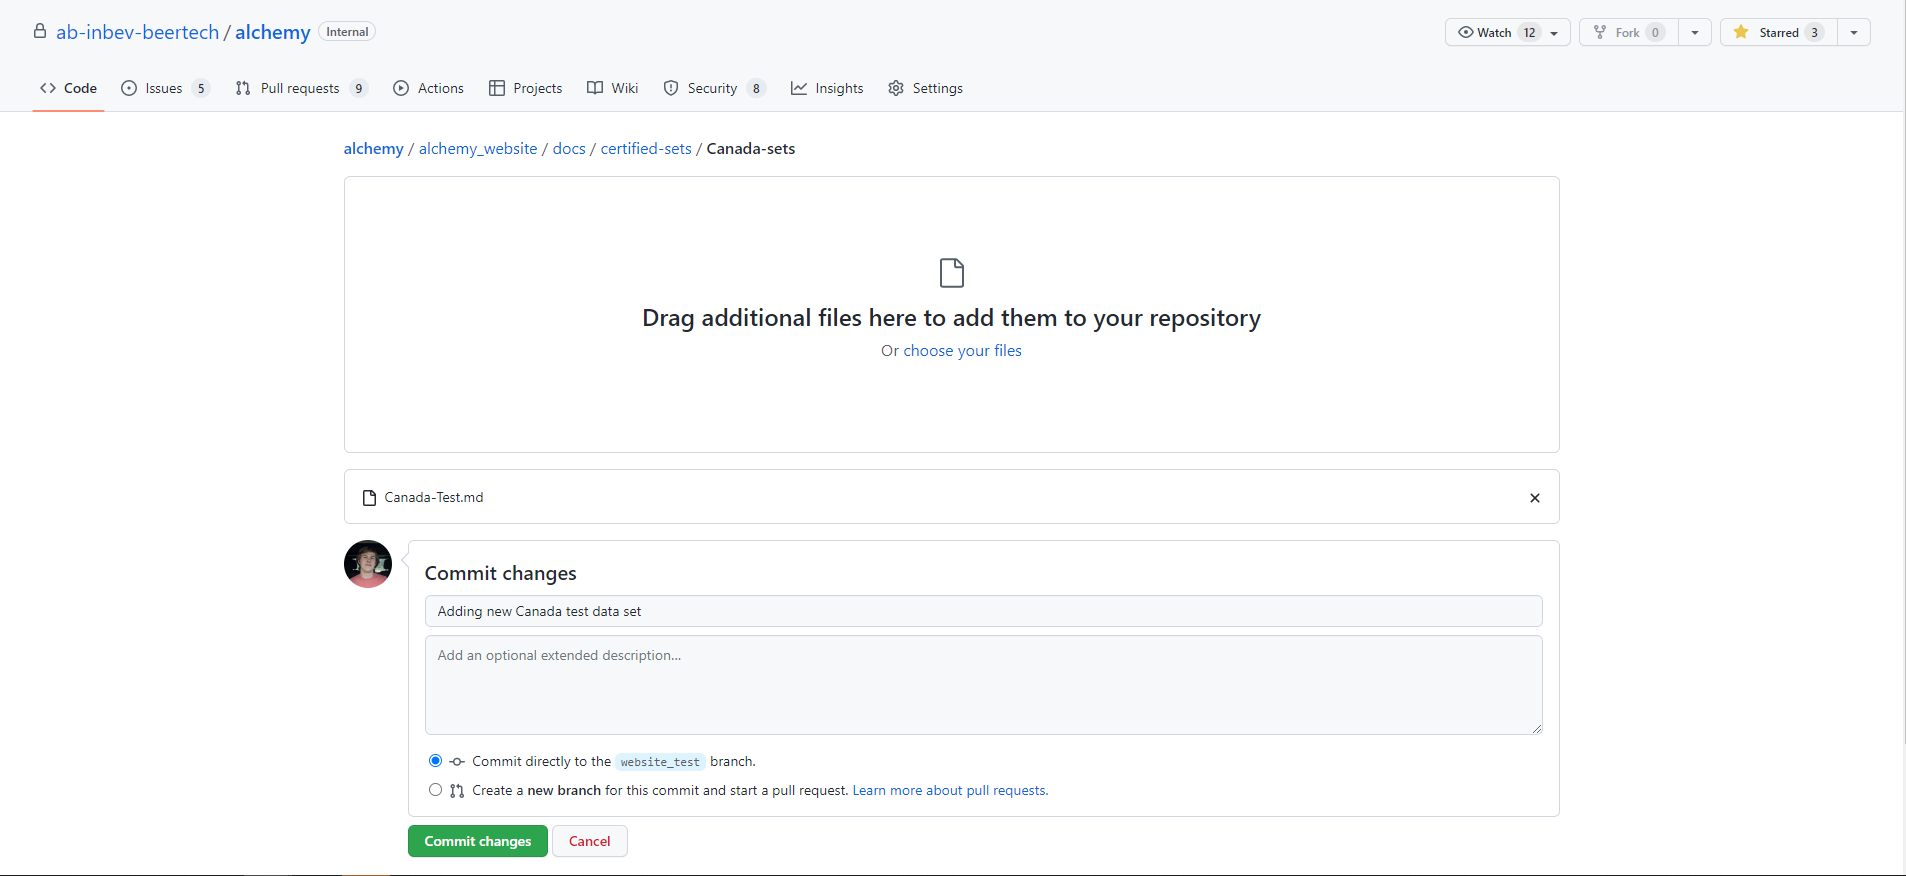 ab-inbev-beertech / alchemy Internal Watch 12 Fork 0 Starred 3
Code Issues 5 Pull requests 9 Actions Projects Wiki Security 8 Insights Settings
alchemy / alchemy_website / docs / certified-sets / Canada-sets
Drag additional files here to add them to your repository
Or choose your files
Canada-Test.md
Commit changes
Adding new Canada test data set
Add an optional extended description...
Commit directly to the website_test branch.
Create a new branch for this commit and start a pull request. Learn more about pull requests.
Commit changes Cancel